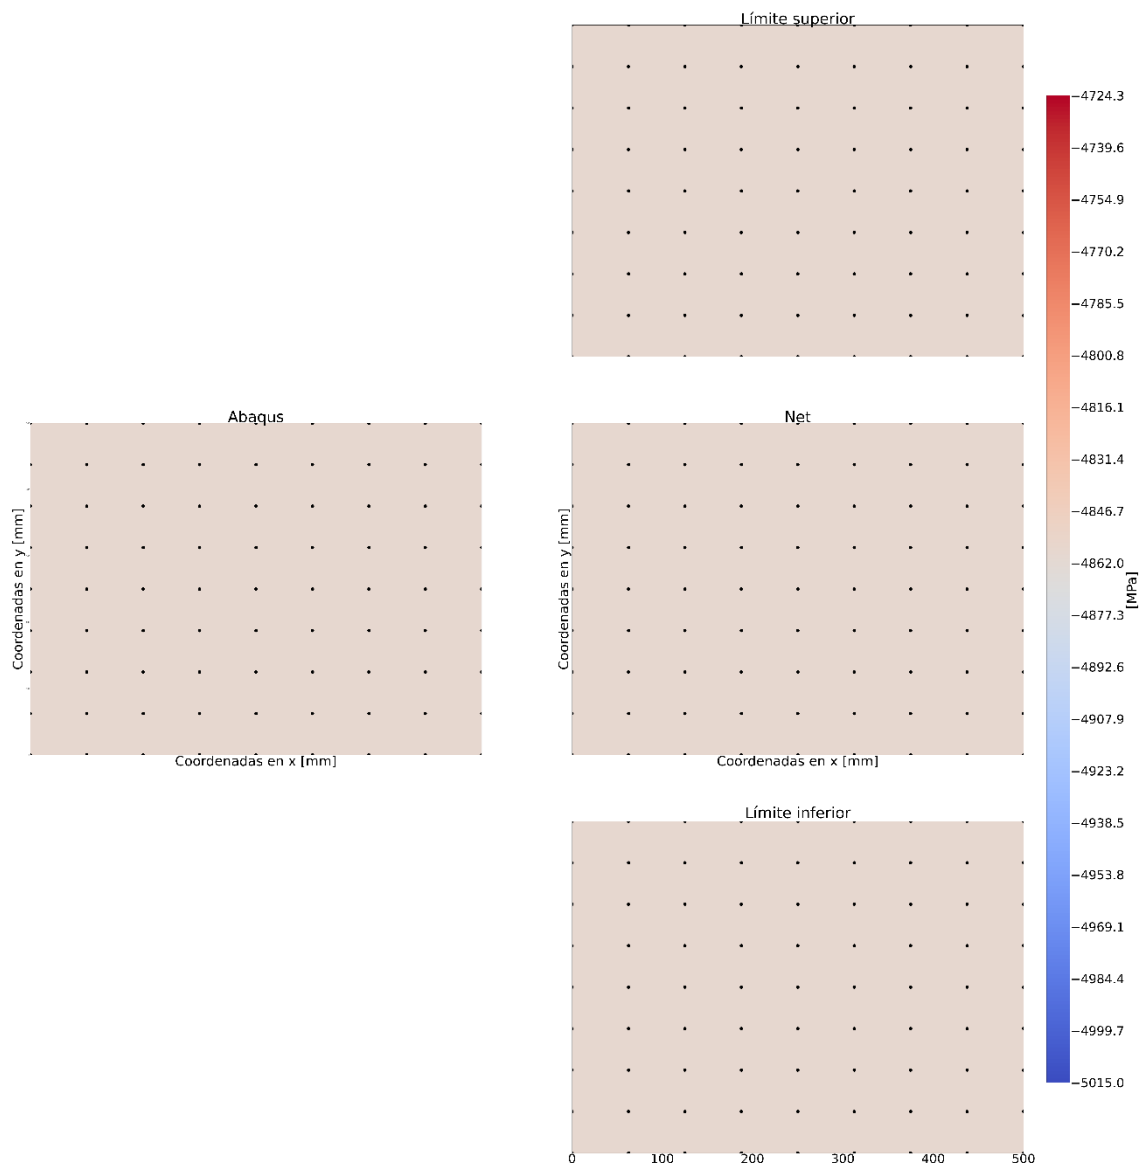 Límite superior
−4724.3
−4739.6
−4754.9
−4770.2
−4785.5
−4800.8
−4816.1
−4831.4
−4846.7
−4862.0
−4877.3
−4892.6
−4907.9
−4923.2
−4938.5
−4953.8
−4969.1
−4984.4
−4999.7
−5015.0
[MPa]
Abaqus
Coordenadas en y [mm]
Coordenadas en x [mm]
Net
Coordenadas en y [mm]
Coordenadas en x [mm]
Límite inferior
0 100 200 300 400 500